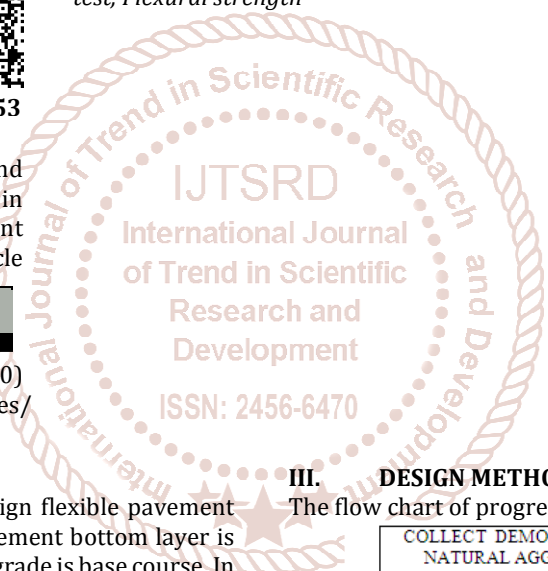 test, Flexural strength
53
nd
in
nt
cle
0)
es/
International Journal of Trend in Scientific Research and Development
IJTSRD
International Journal
of Trend in Scientific
Research and
Development
ISSN: 2456-6470
sign flexible pavement
ement bottom layer is
grade is base course. In
III. DESIGN METHO
The flow chart of progre
COLLECT DEMO
NATURAL AGG